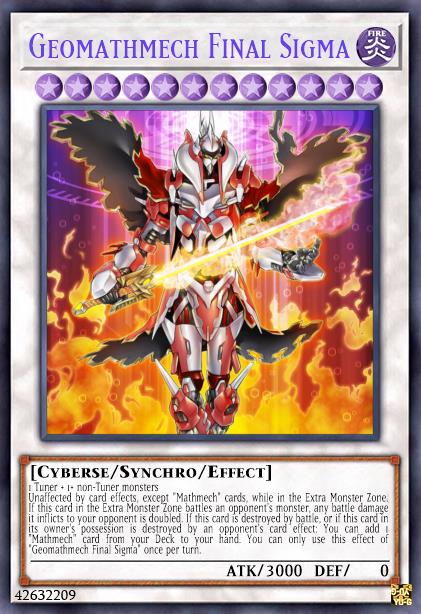 Geomathmech Final Sigma
FIRE
炎
[Cyberse/Synchro/Effect]
1 Tuner + 1+ non-Tuner monsters
Unaffected by card effects, except "Mathmech" cards, while in the Extra Monster Zone.
If this card in the Extra Monster Zone battles an opponent's monster, any battle damage
it inflicts to your opponent is doubled. If this card is destroyed by battle, or if this card in
its owner's possession is destroyed by an opponent's card effect: You can add 1
"Mathmech" card from your Deck to your hand. You can only use this effect of
"Geomathmech Final Sigma" once per turn.
ATK/3000 DEF/ 0
42632209